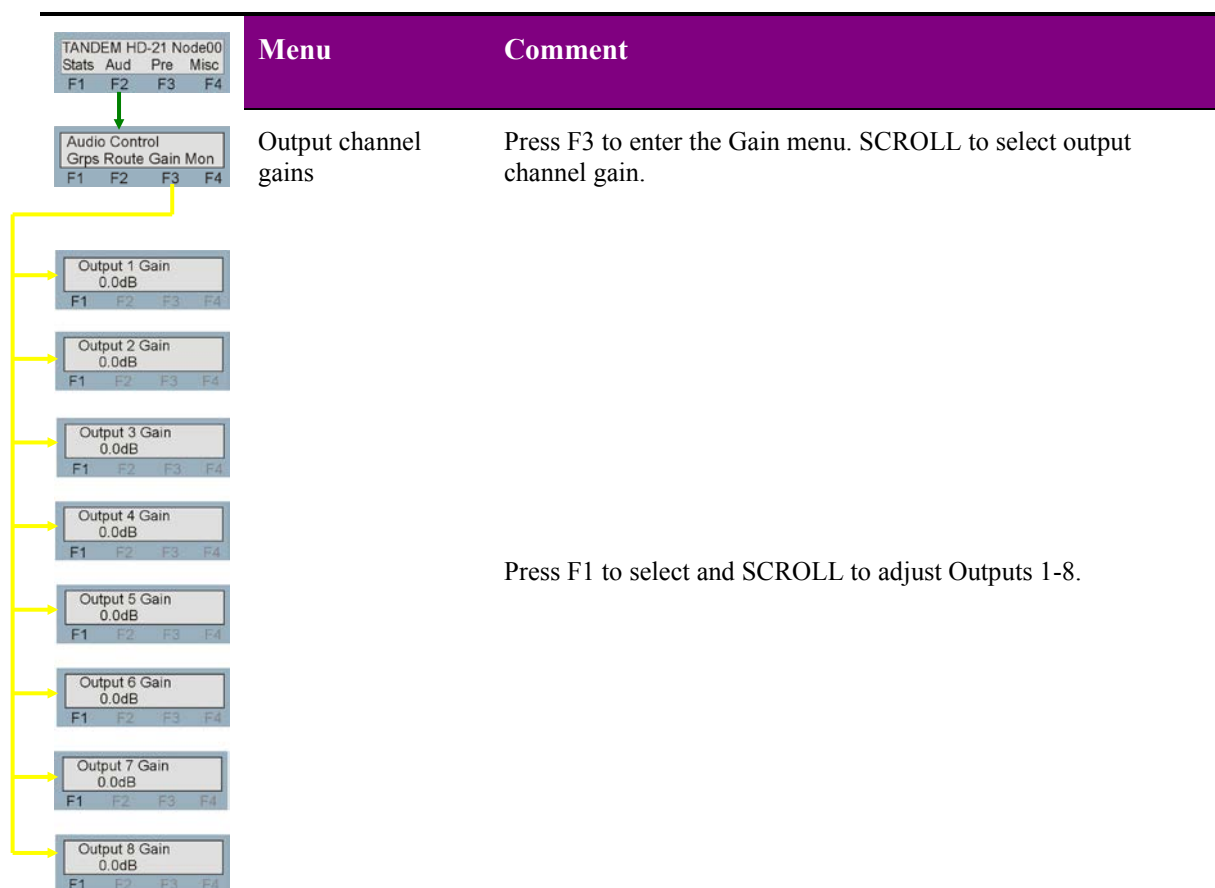 TANDEM HD-21 Node00
Stats Aud Pre Misc
F1 F2 F3 F4
Menu Comment
Audio Control
Grps Route Gain Mon
F1 F2 F3 F4
Output channel gains
Press F3 to enter the Gain menu. SCROLL to select output
channel gain.
Output 1 Gain
0.0dB
F1 F2 F3 F4
Output 2 Gain
0.0dB
F1 F2 F3 F4
Output 3 Gain
0.0dB
F1 F2 F3 F4
Output 4 Gain
0.0dB
F1 F2 F3 F4
Press F1 to select and SCROLL to adjust Outputs 1-8.
Output 5 Gain
0.0dB
F1 F2 F3 F4
Output 6 Gain
0.0dB
F1 F2 F3 F4
Output 7 Gain
0.0dB
F1 F2 F3 F4
Output 8 Gain
0.0dB
F1 F2 F3 F4